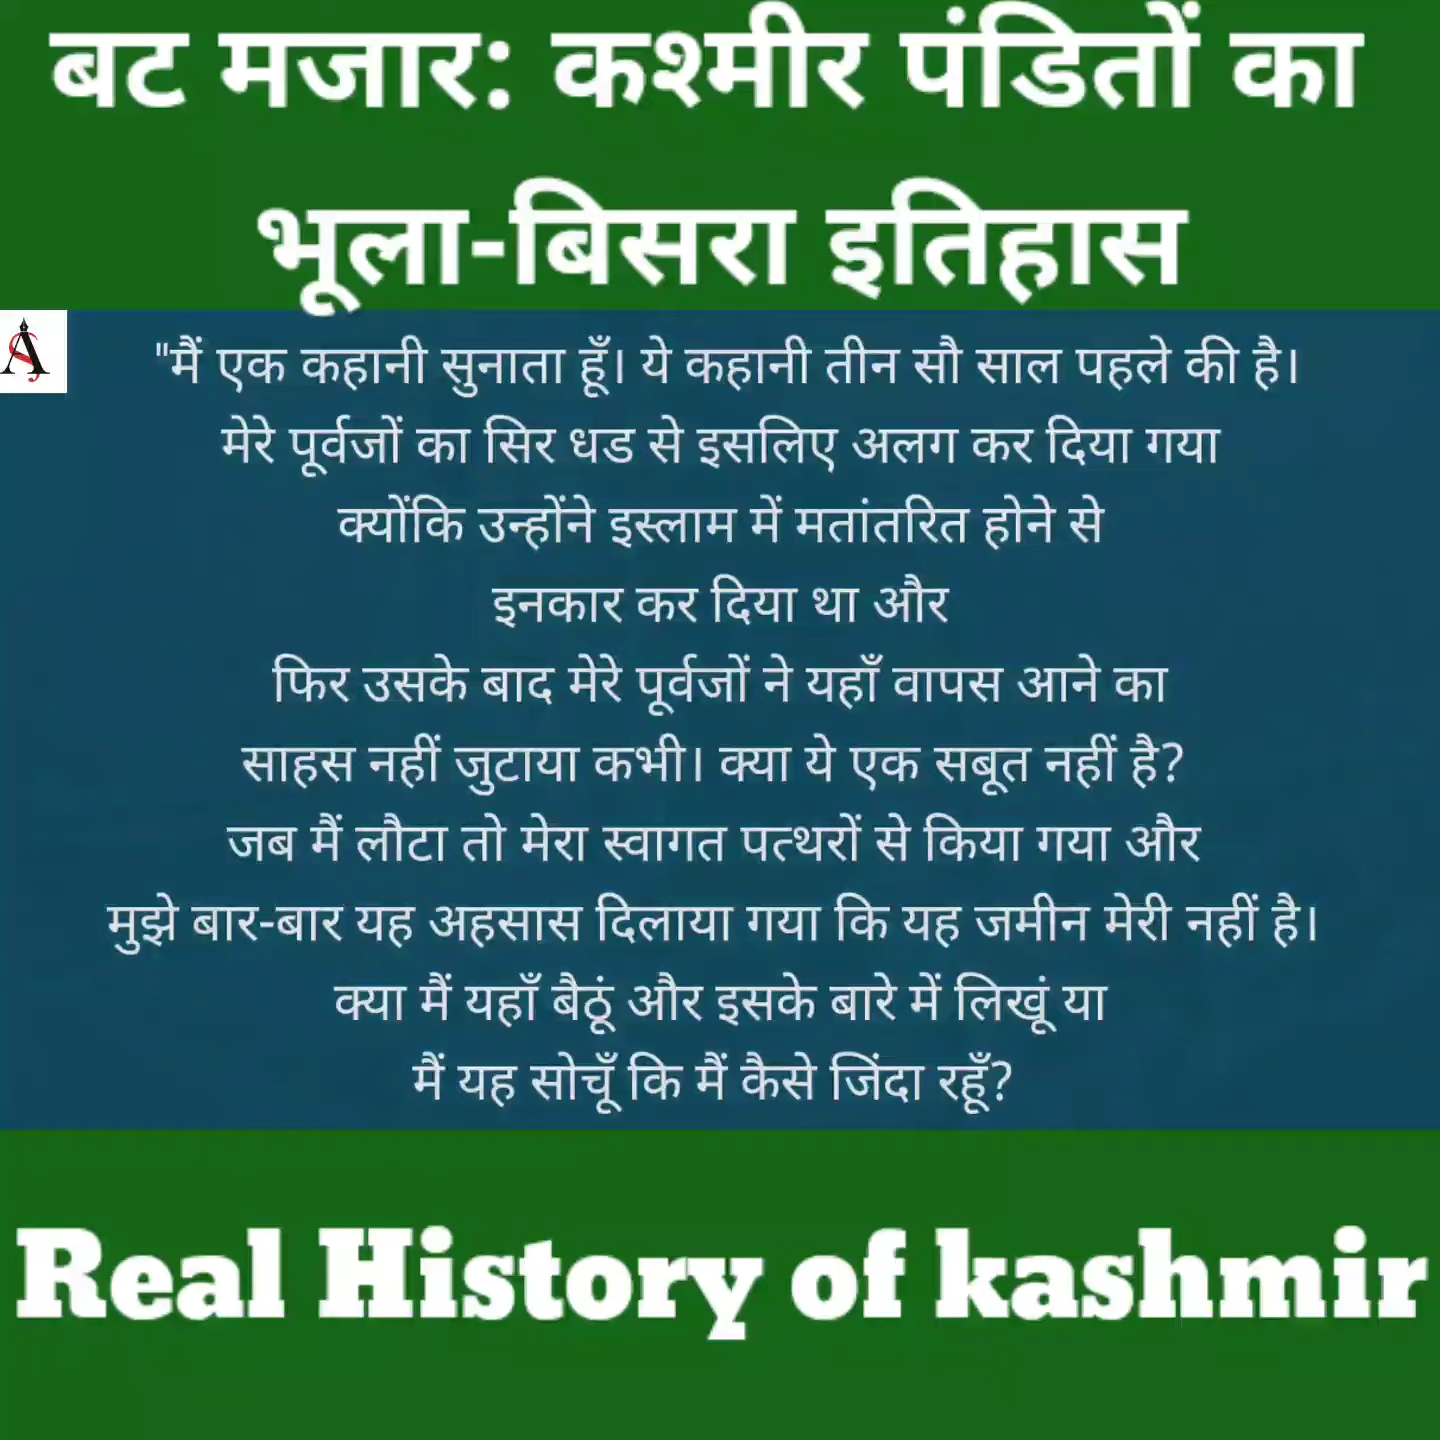 बट मजार: कश्मीर पंडितों का
भूला-बिसरा इतिहास
AS
"मैं एक कहानी सुनाता हूँ। ये कहानी तीन सौ साल पहले की है।
मेरे पूर्वजों का सिर धड से इसलिए अलग कर दिया गया
क्योंकि उन्होंने इस्लाम में मतांतरित होने से
इनकार कर दिया था और
फिर उसके बाद मेरे पूर्वजों ने यहाँ वापस आने का
साहस नहीं जुटाया कभी। क्या ये एक सबूत नहीं है?
जब मैं लौटा तो मेरा स्वागत पत्थरों से किया गया और
मुझे बार-बार यह अहसास दिलाया गया कि यह जमीन मेरी नहीं है।
क्या मैं यहाँ बैठूं और इसके बारे में लिखूं या
मैं यह सोचूँ कि मैं कैसे जिंदा रहूँ?
Real History of kashmir